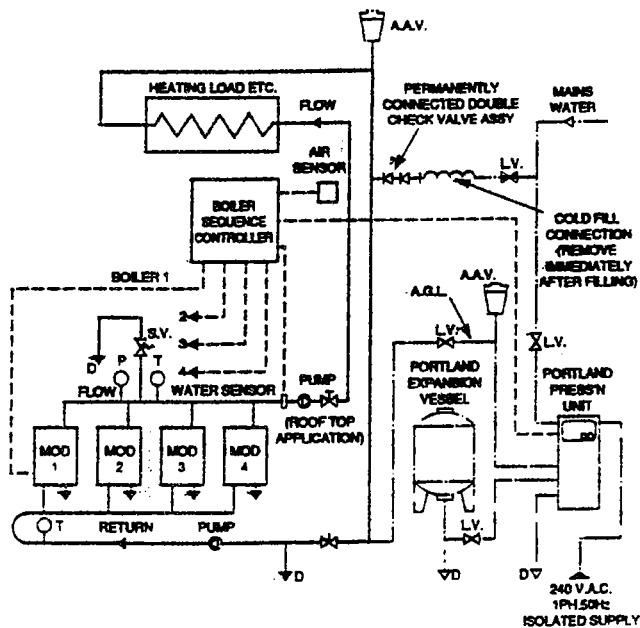 A.A.V.
HEATING LOAD ETC.
FLOW
PERMANENTLY
CONNECTED DOUBLE
CHECK VALVE ASSY
MAINS
WATER
L.V.
AIR
SENSOR
BOILER
SEQUENCE
CONTROLLER
COLD FILL
CONNECTION
(REMOVE
IMMEDIATELY
AFTER FILLING)
BOILER 1
2
3
4
S.V.
D
P
T
FLOW
WATER SENSOR
PUMP
(ROOF TOP
APPLICATION)
A.A.V.
A.G.L.
L.V.
L.V.
PORTLAND
EXPANSION
VESSEL
PORTLAND
PRESS'N
UNIT
MOD
1
MOD
2
MOD
3
MOD
4
T
RETURN
PUMP
L.V.
D
D
D
240 V.A.C.
1PH.50Hz
ISOLATED SUPPLY